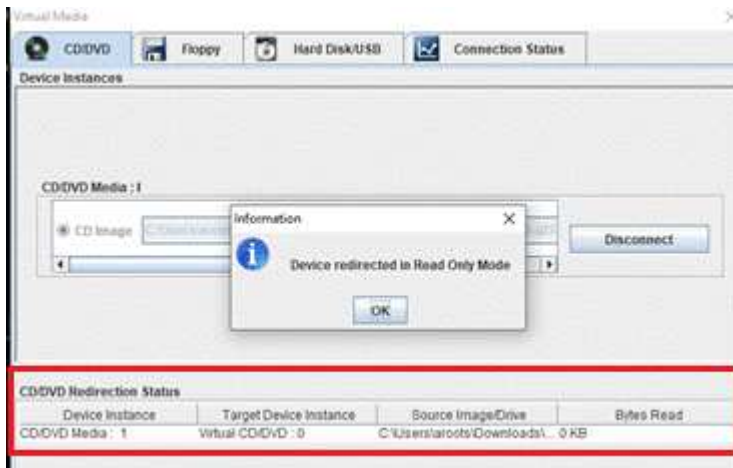 Virtual Media
CD/DVD Floppy Hard Disk/USB Connection Status
Device Instances
CD/DVD Media : I
CD Image
Disconnect
Information
Device redirected in Read Only Mode
OK
CD/DVD Redirection Status
Device Instance Target Device Instance Source Image/Drive Bytes Read
CD/DVD Media : 1 Virtual CD/DVD : 0 C:\Users\aroots\Downloads\... 0 KB